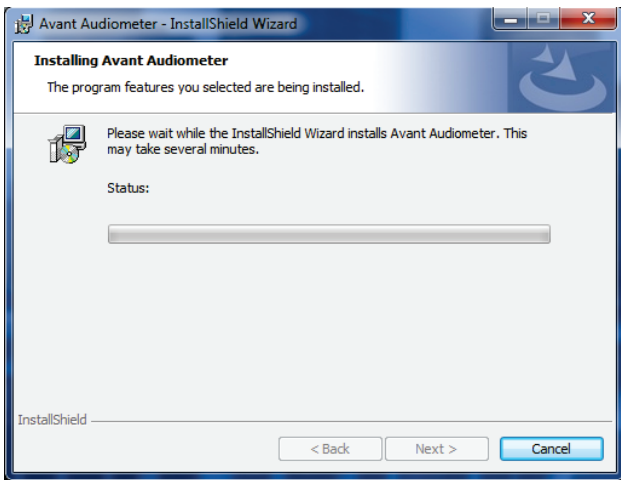 Avant Audiometer - InstallShield Wizard
Installing Avant Audiometer
The program features you selected are being installed.
Please wait while the InstallShield Wizard installs Avant Audiometer. This
may take several minutes.
Status:
InstallShield
< Back
Next >
Cancel